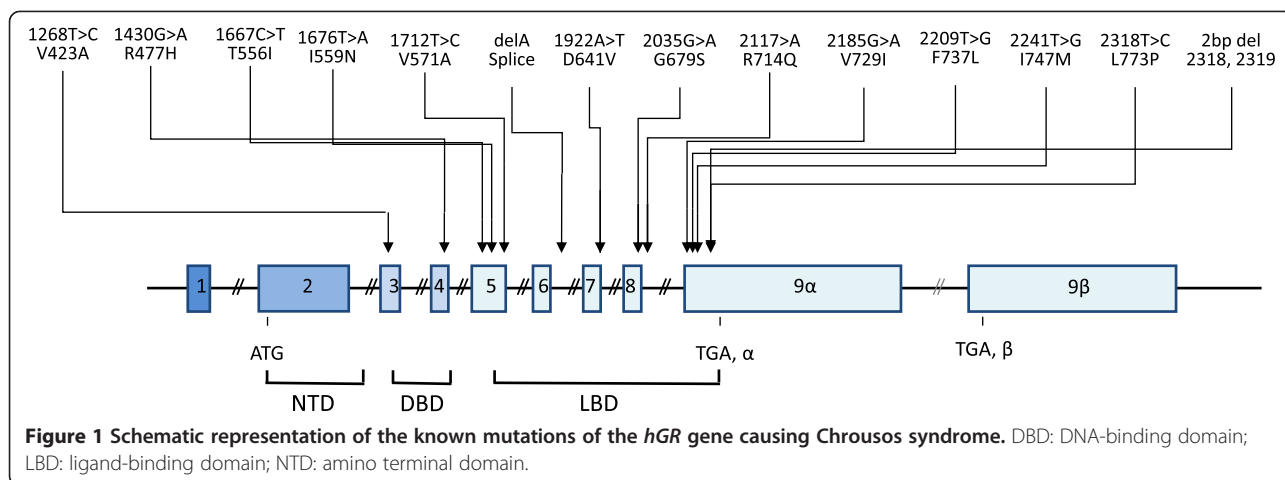 1268T>C 1430G>A 1667C>T 1676T>A 1712T>C delA 1922A>T 2035G>A 2117>A 2185G>A 2209T>G 2241T>G 2318T>C 2bp del
V423A R477H T556I I559N V571A Splice D641V G679S R714Q V729I F737L I747M L773P 2318, 2319
1 // 2 // 3 // 4 // 5 // 6 // 7 // 8 // 9α // 9β
ATG TGA, α TGA, β
NTD DBD LBD
Figure 1 Schematic representation of the known mutations of the hGR gene causing Chrousos syndrome. DBD: DNA-binding domain;
LBD: ligand-binding domain; NTD: amino terminal domain.